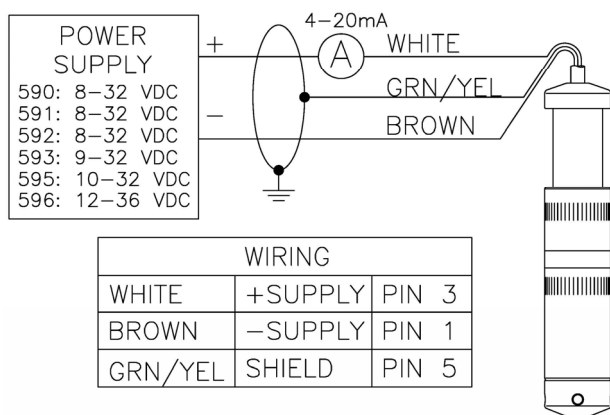 4-20mA
POWER
SUPPLY
590: 8-32 VDC
591: 8-32 VDC
592: 8-32 VDC
593: 9-32 VDC
595: 10-32 VDC
596: 12-36 VDC
+
-
A
WHITE
GRN/YEL
BROWN
WIRING
WHITE +SUPPLY PIN 3
BROWN -SUPPLY PIN 1
GRN/YEL SHIELD PIN 5